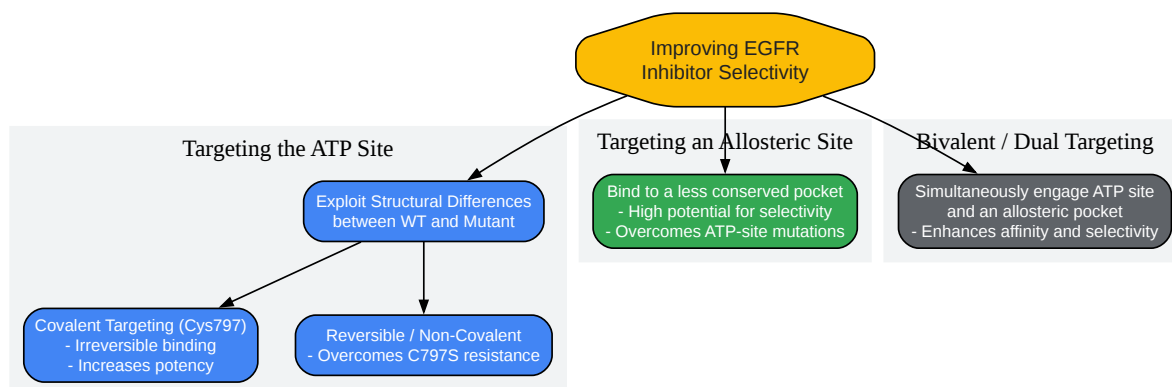 Improving EGFR
Inhibitor Selectivity
Targeting the ATP Site
Exploit Structural Differences
between WT and Mutant
Covalent Targeting (Cys797)
- Irreversible binding
- Increases potency
Reversible / Non-Covalent
- Overcomes C797S resistance
Targeting an Allosteric Site
Bind to a less conserved pocket
- High potential for selectivity
- Overcomes ATP-site mutations
Bivalent / Dual Targeting
Simultaneously engage ATP site
and an allosteric pocket
- Enhances affinity and selectivity